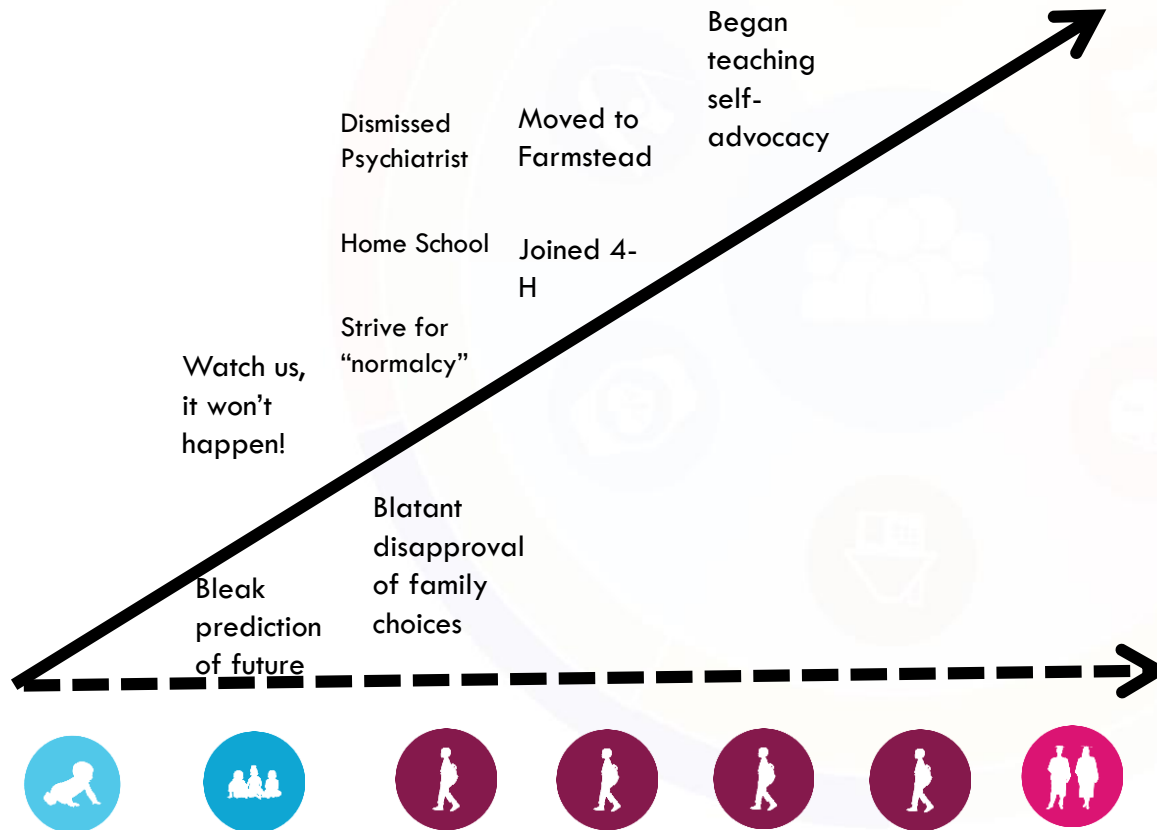 Began
teaching
self-
advocacy
Dismissed
Psychiatrist
Moved to
Farmstead
Home School
Joined 4-
H
Strive for
“normalcy”
Watch us,
it won’t
happen!
Blatant
disapproval
of family
choices
Bleak
prediction
of future